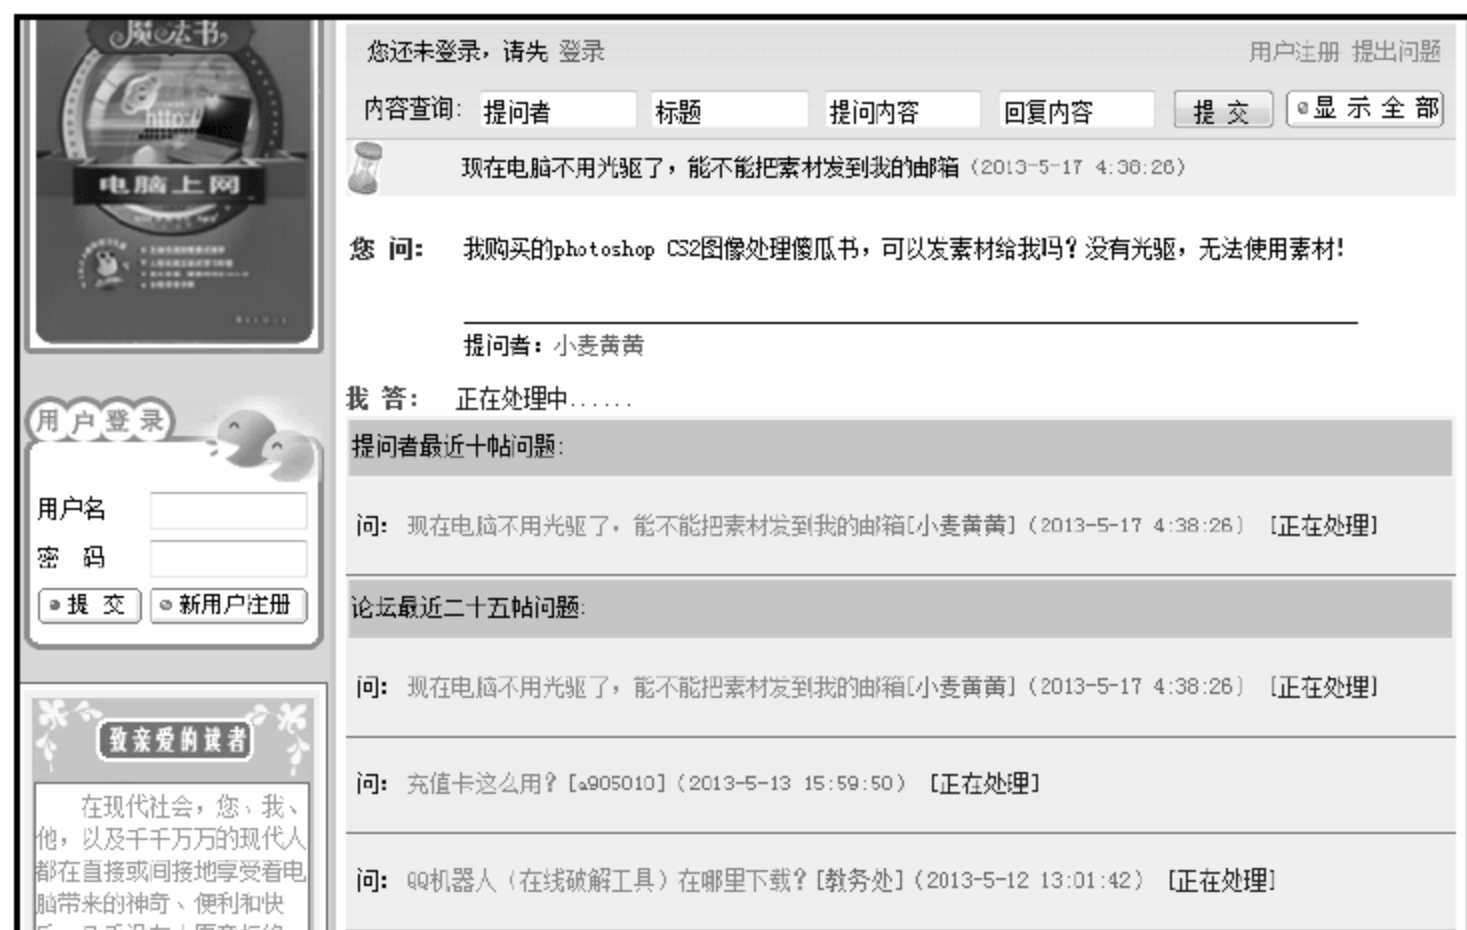 魔法书
http:/
电脑上网
用户登录
用户名
密 码
提 交 新用户注册
致亲爱的读者
在现代社会，您、我、
他，以及千千万万的现代人
都在直接或间接地享受着电
脑带来的神奇、便利和快
您还未登录，请先 登录
用户注册 提出问题
内容查询: 提问者 标题 提问内容 回复内容 提 交 显 示 全 部
现在电脑不用光驱了，能不能把素材发到我的邮箱 (2013-5-17 4:38:26)
您 问: 我购买的photoshop CS2图像处理傻瓜书，可以发素材给我吗？没有光驱，无法使用素材！
提问者: 小麦黄黄
我 答: 正在处理中......
提问者最近十帖问题:
问: 现在电脑不用光驱了，能不能把素材发到我的邮箱[小麦黄黄] (2013-5-17 4:38:26) [正在处理]
论坛最近二十五帖问题:
问: 现在电脑不用光驱了，能不能把素材发到我的邮箱[小麦黄黄] (2013-5-17 4:38:26) [正在处理]
问: 充值卡这么用？[a905010] (2013-5-13 15:59:50) [正在处理]
问: QQ机器人（在线破解工具）在哪里下载？[教务处] (2013-5-12 13:01:42) [正在处理]